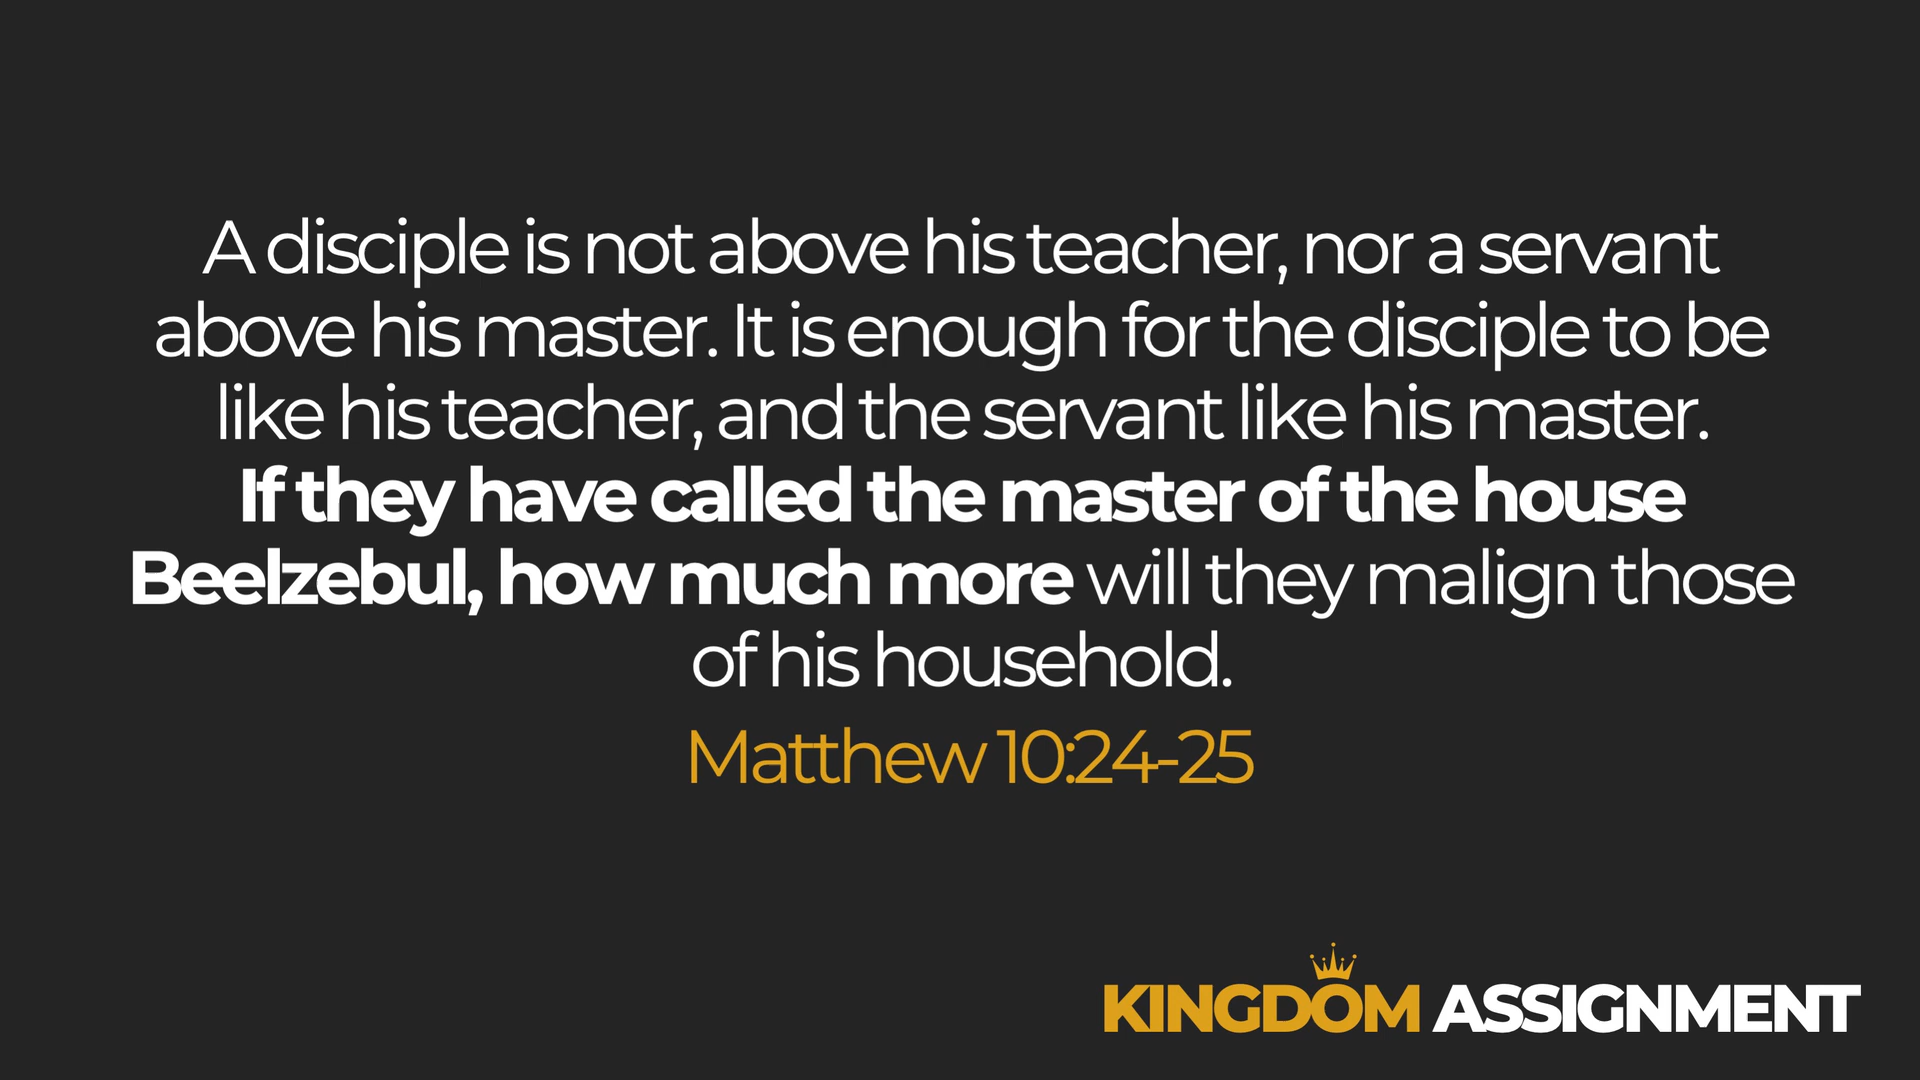 A disciple is not above his teacher, nor a servant
above his master. It is enough for the disciple to be
like his teacher, and the servant like his master.
If they have called the master of the house
Beelzebul, how much more will they malign those
of his household.
Matthew 10:24-25
KINGDOM ASSIGNMENT